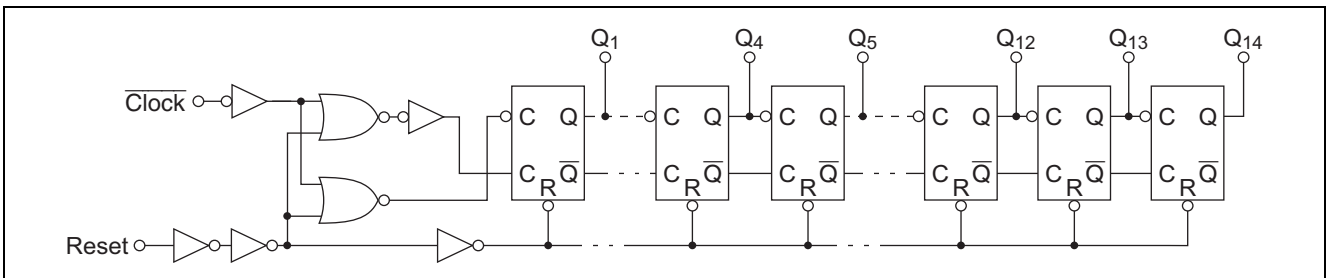 Q1 Q4 Q5 Q12 Q13 Q14
Clock
C Q C Q C Q C Q C Q C Q
C Q C Q C Q C Q C Q C Q
R R R R R R
Reset